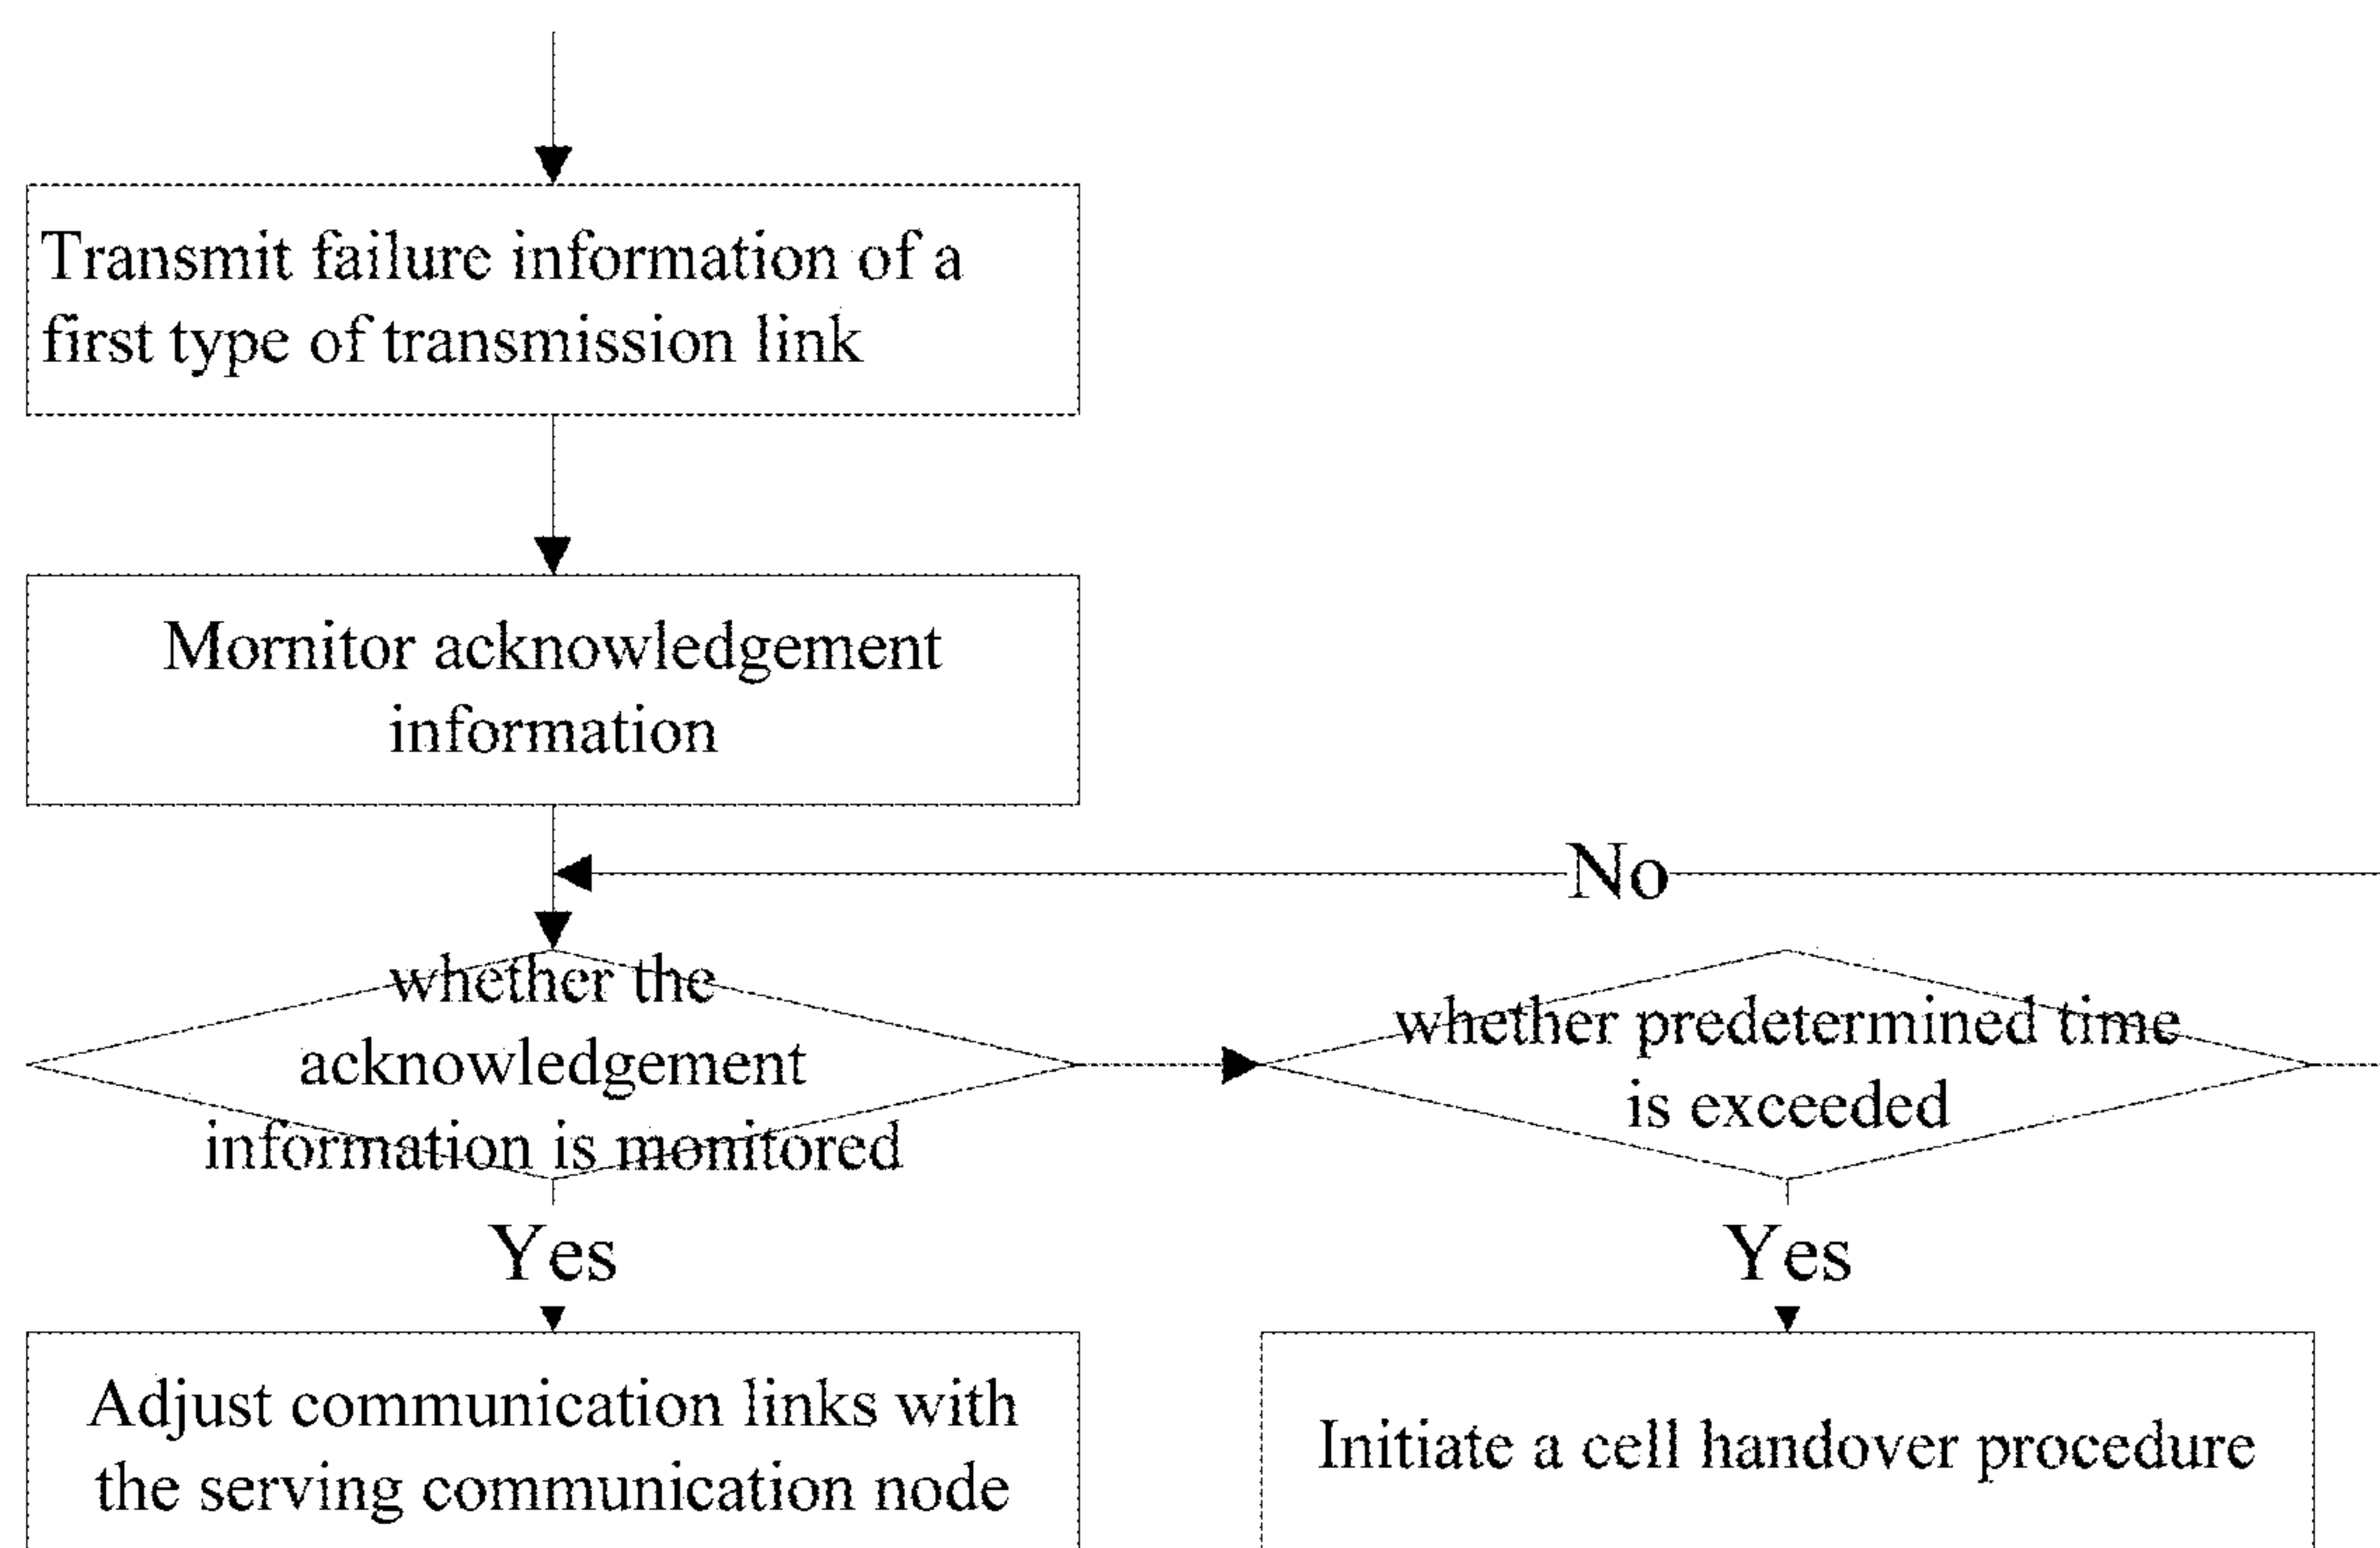 Transmit failure information of a
first type of transmission link
Mornitor acknowledgement
information
No
whether the
acknowledgement
information is monitored
whether predetermined time
is exceeded
Yes
Yes
Adjust communication links with
the serving communication node
Initiate a cell handover procedure